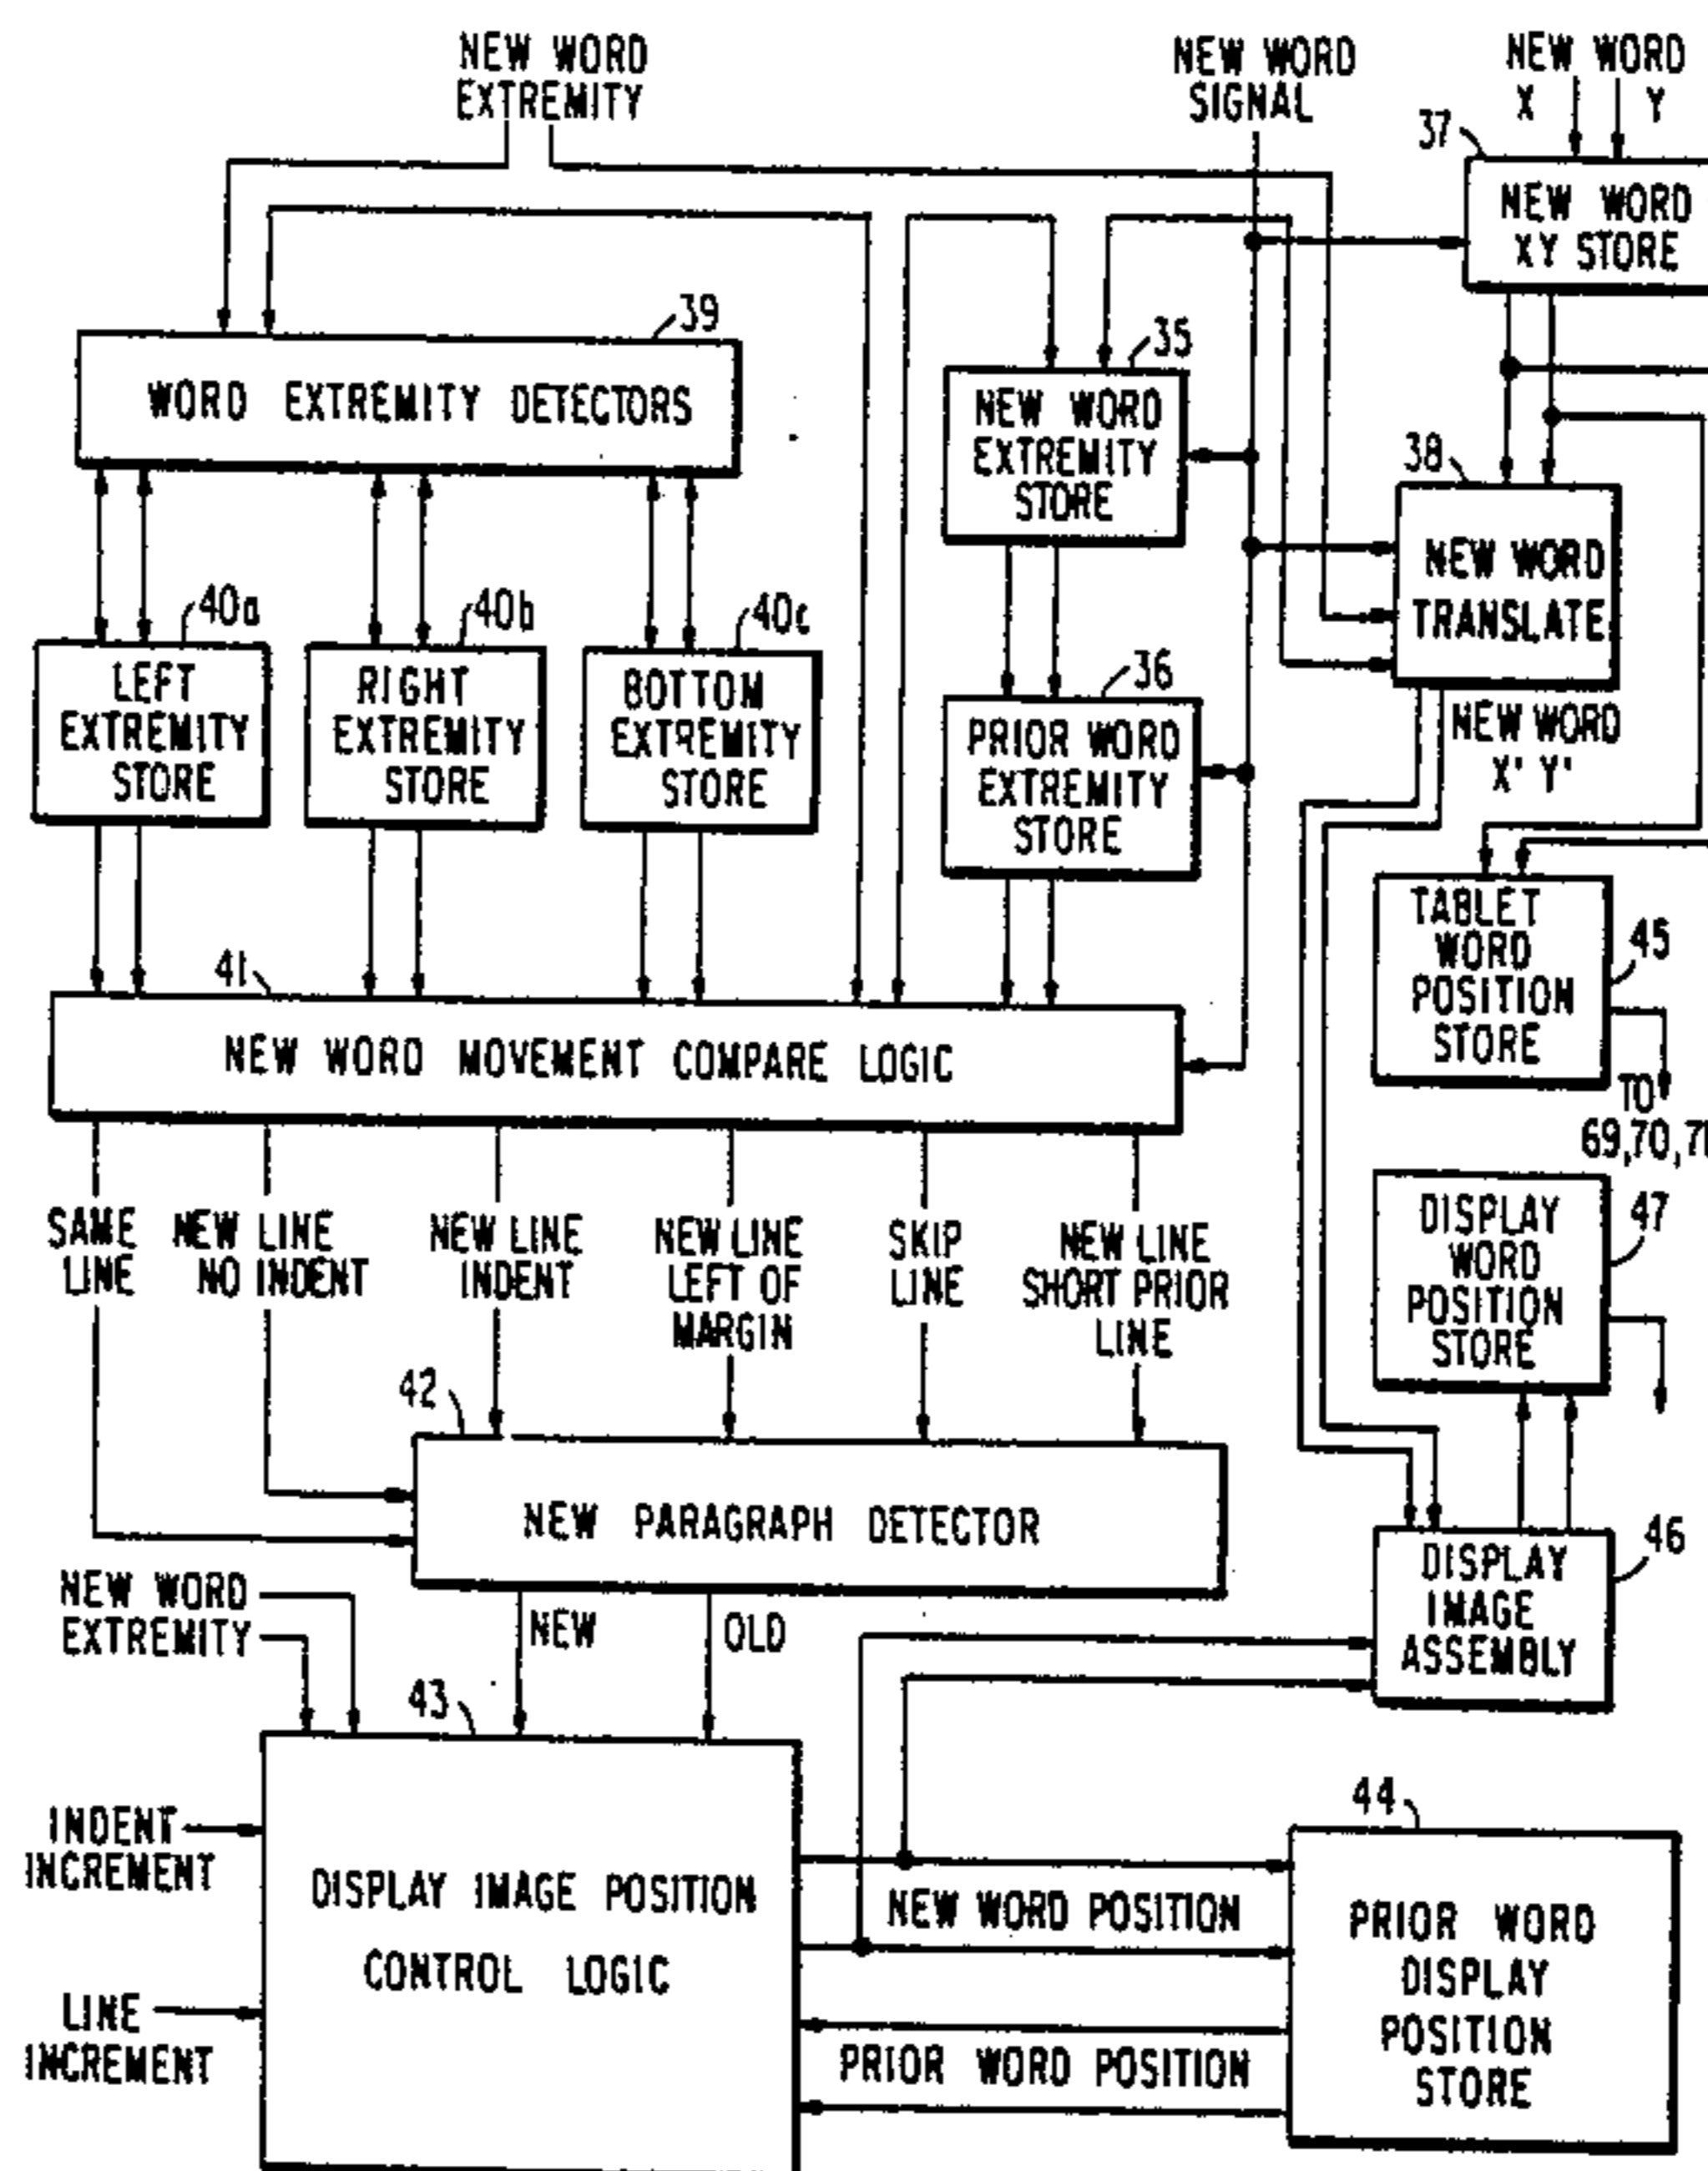 NEW WORD
EXTREMITY
NEW WORD
SIGNAL
NEW WORD
X Y
37
NEW WORD
XY STORE
39
WORD EXTREMITY DETECTORS
35
NEW WORD
EXTREMITY
STORE
38
NEW WORD
TRANSLATE
40a
LEFT
EXTREMITY
STORE
40b
RIGHT
EXTREMITY
STORE
40c
BOTTOM
EXTREMITY
STORE
36
PRIOR WORD
EXTREMITY
STORE
NEW WORD
X' Y'
TABLET
WORD
POSITION
STORE
45
TO
69,70,71
41
NEW WORD MOVEMENT COMPARE LOGIC
SAME
LINE
NEW LINE
NO INDENT
NEW LINE
INDENT
NEW LINE
LEFT OF
MARGIN
SKIP
LINE
NEW LINE
SHORT PRIOR
LINE
DISPLAY
WORD
POSITION
STORE
47
42
NEW PARAGRAPH DETECTOR
DISPLAY
IMAGE
ASSEMBLY
46
NEW WORD
EXTREMITY
NEW
OLD
43
INDENT
INCREMENT
LINE
INCREMENT
DISPLAY IMAGE POSITION
CONTROL LOGIC
NEW WORD POSITION
PRIOR WORD POSITION
44
PRIOR WORD
DISPLAY
POSITION
STORE